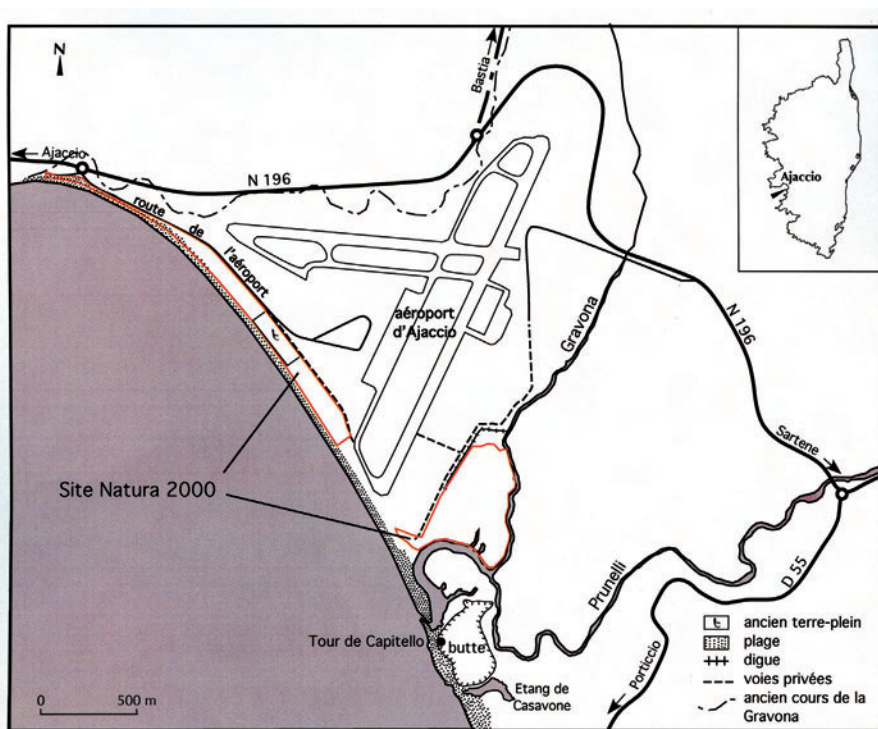 N
Bastia
Ajaccio
N 196
Ajaccio
route de l'aéroport
aéroport
d'Ajaccio
Gravona
N 196
t
Sartene
Site Natura 2000
Prunelli
D 55
Tour de Capitello
butte
Porticcio
Etang de
Casavone
0 500 m
t ancien terre-plein
plage
digue
voies privées
ancien cours de la
Gravona